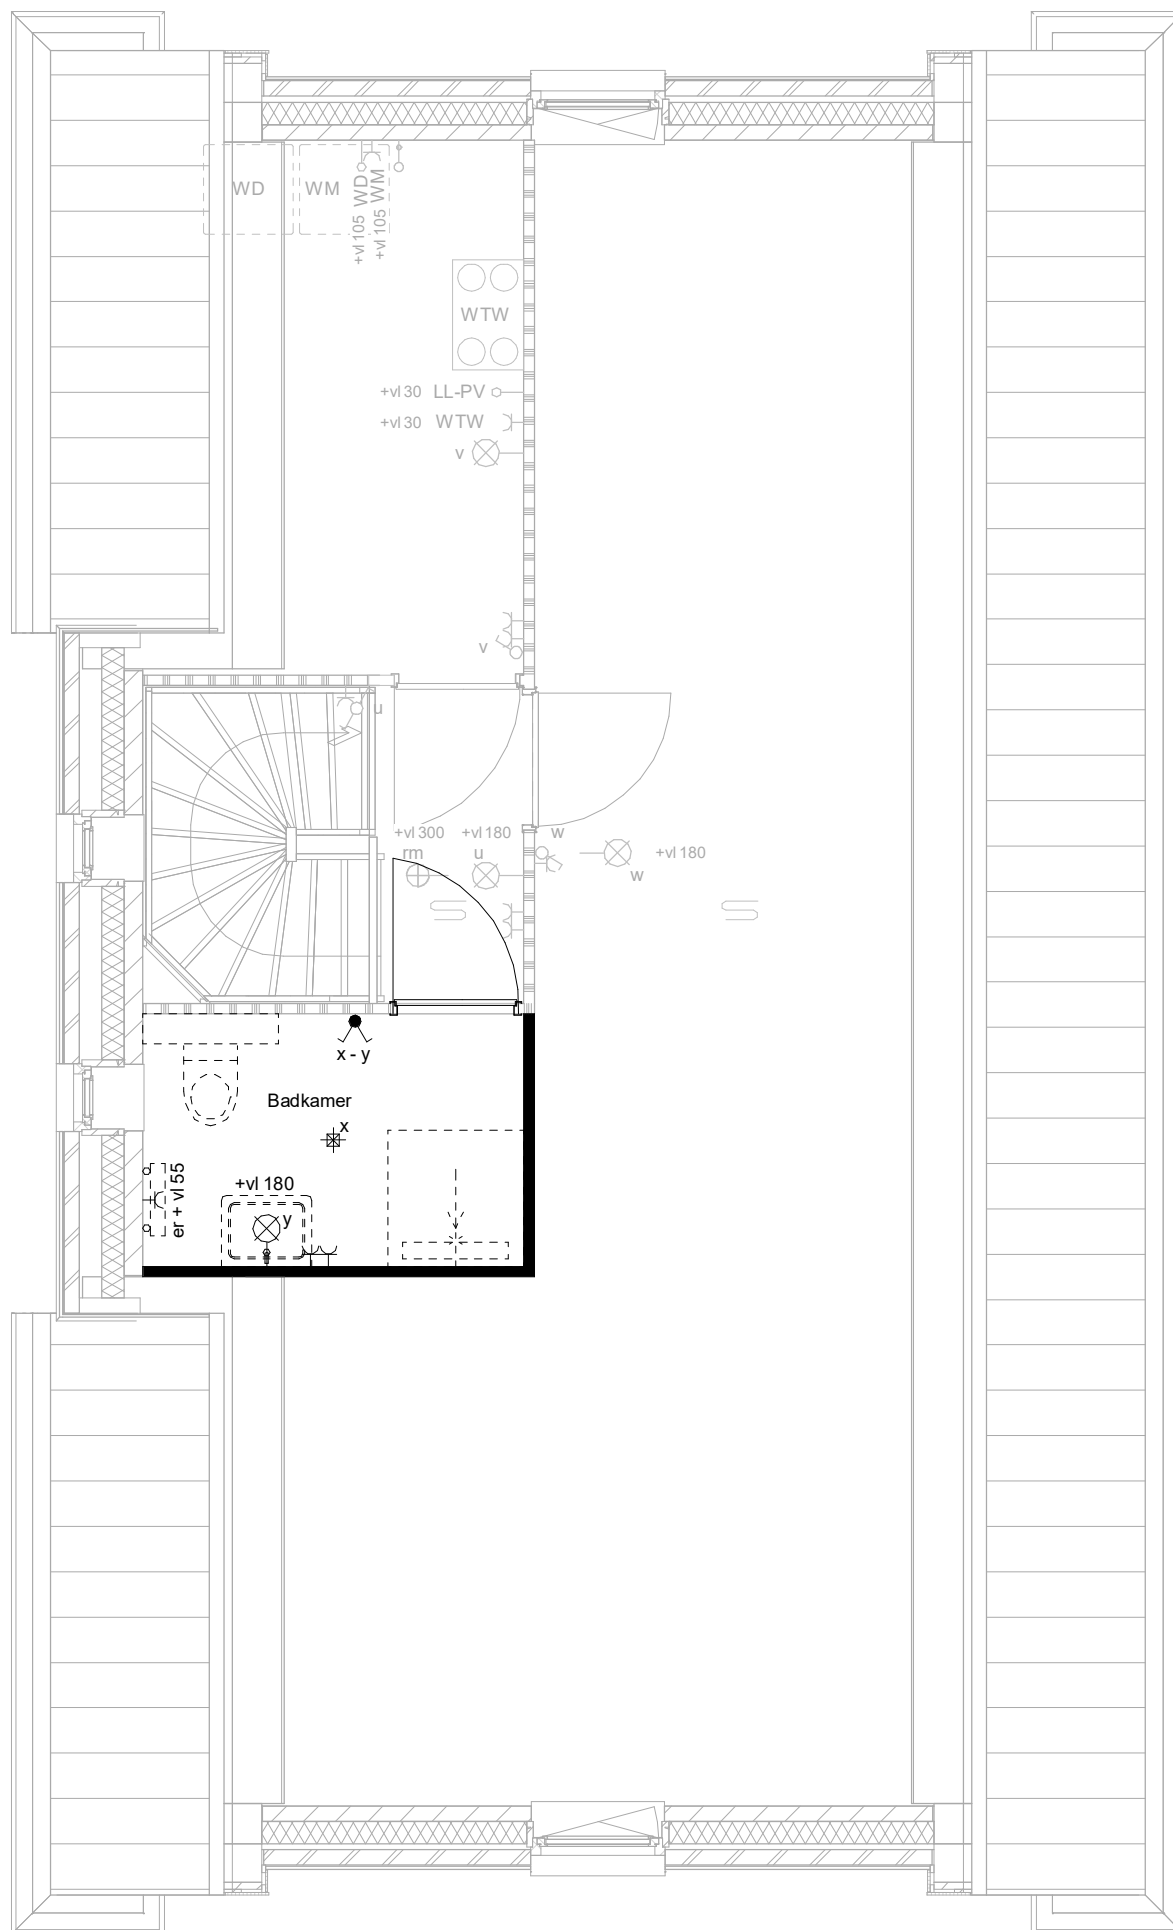 WD
WM
+vl 105 WD
+vl 105 WM
WTW
+vl 30 LL-PV
+vl 30 WTW
v
v
u
+vl 300
rm
+vl 180
u
w
w
+vl 180
x - y
Badkamer
x
er + vl 55
+vl 180
y